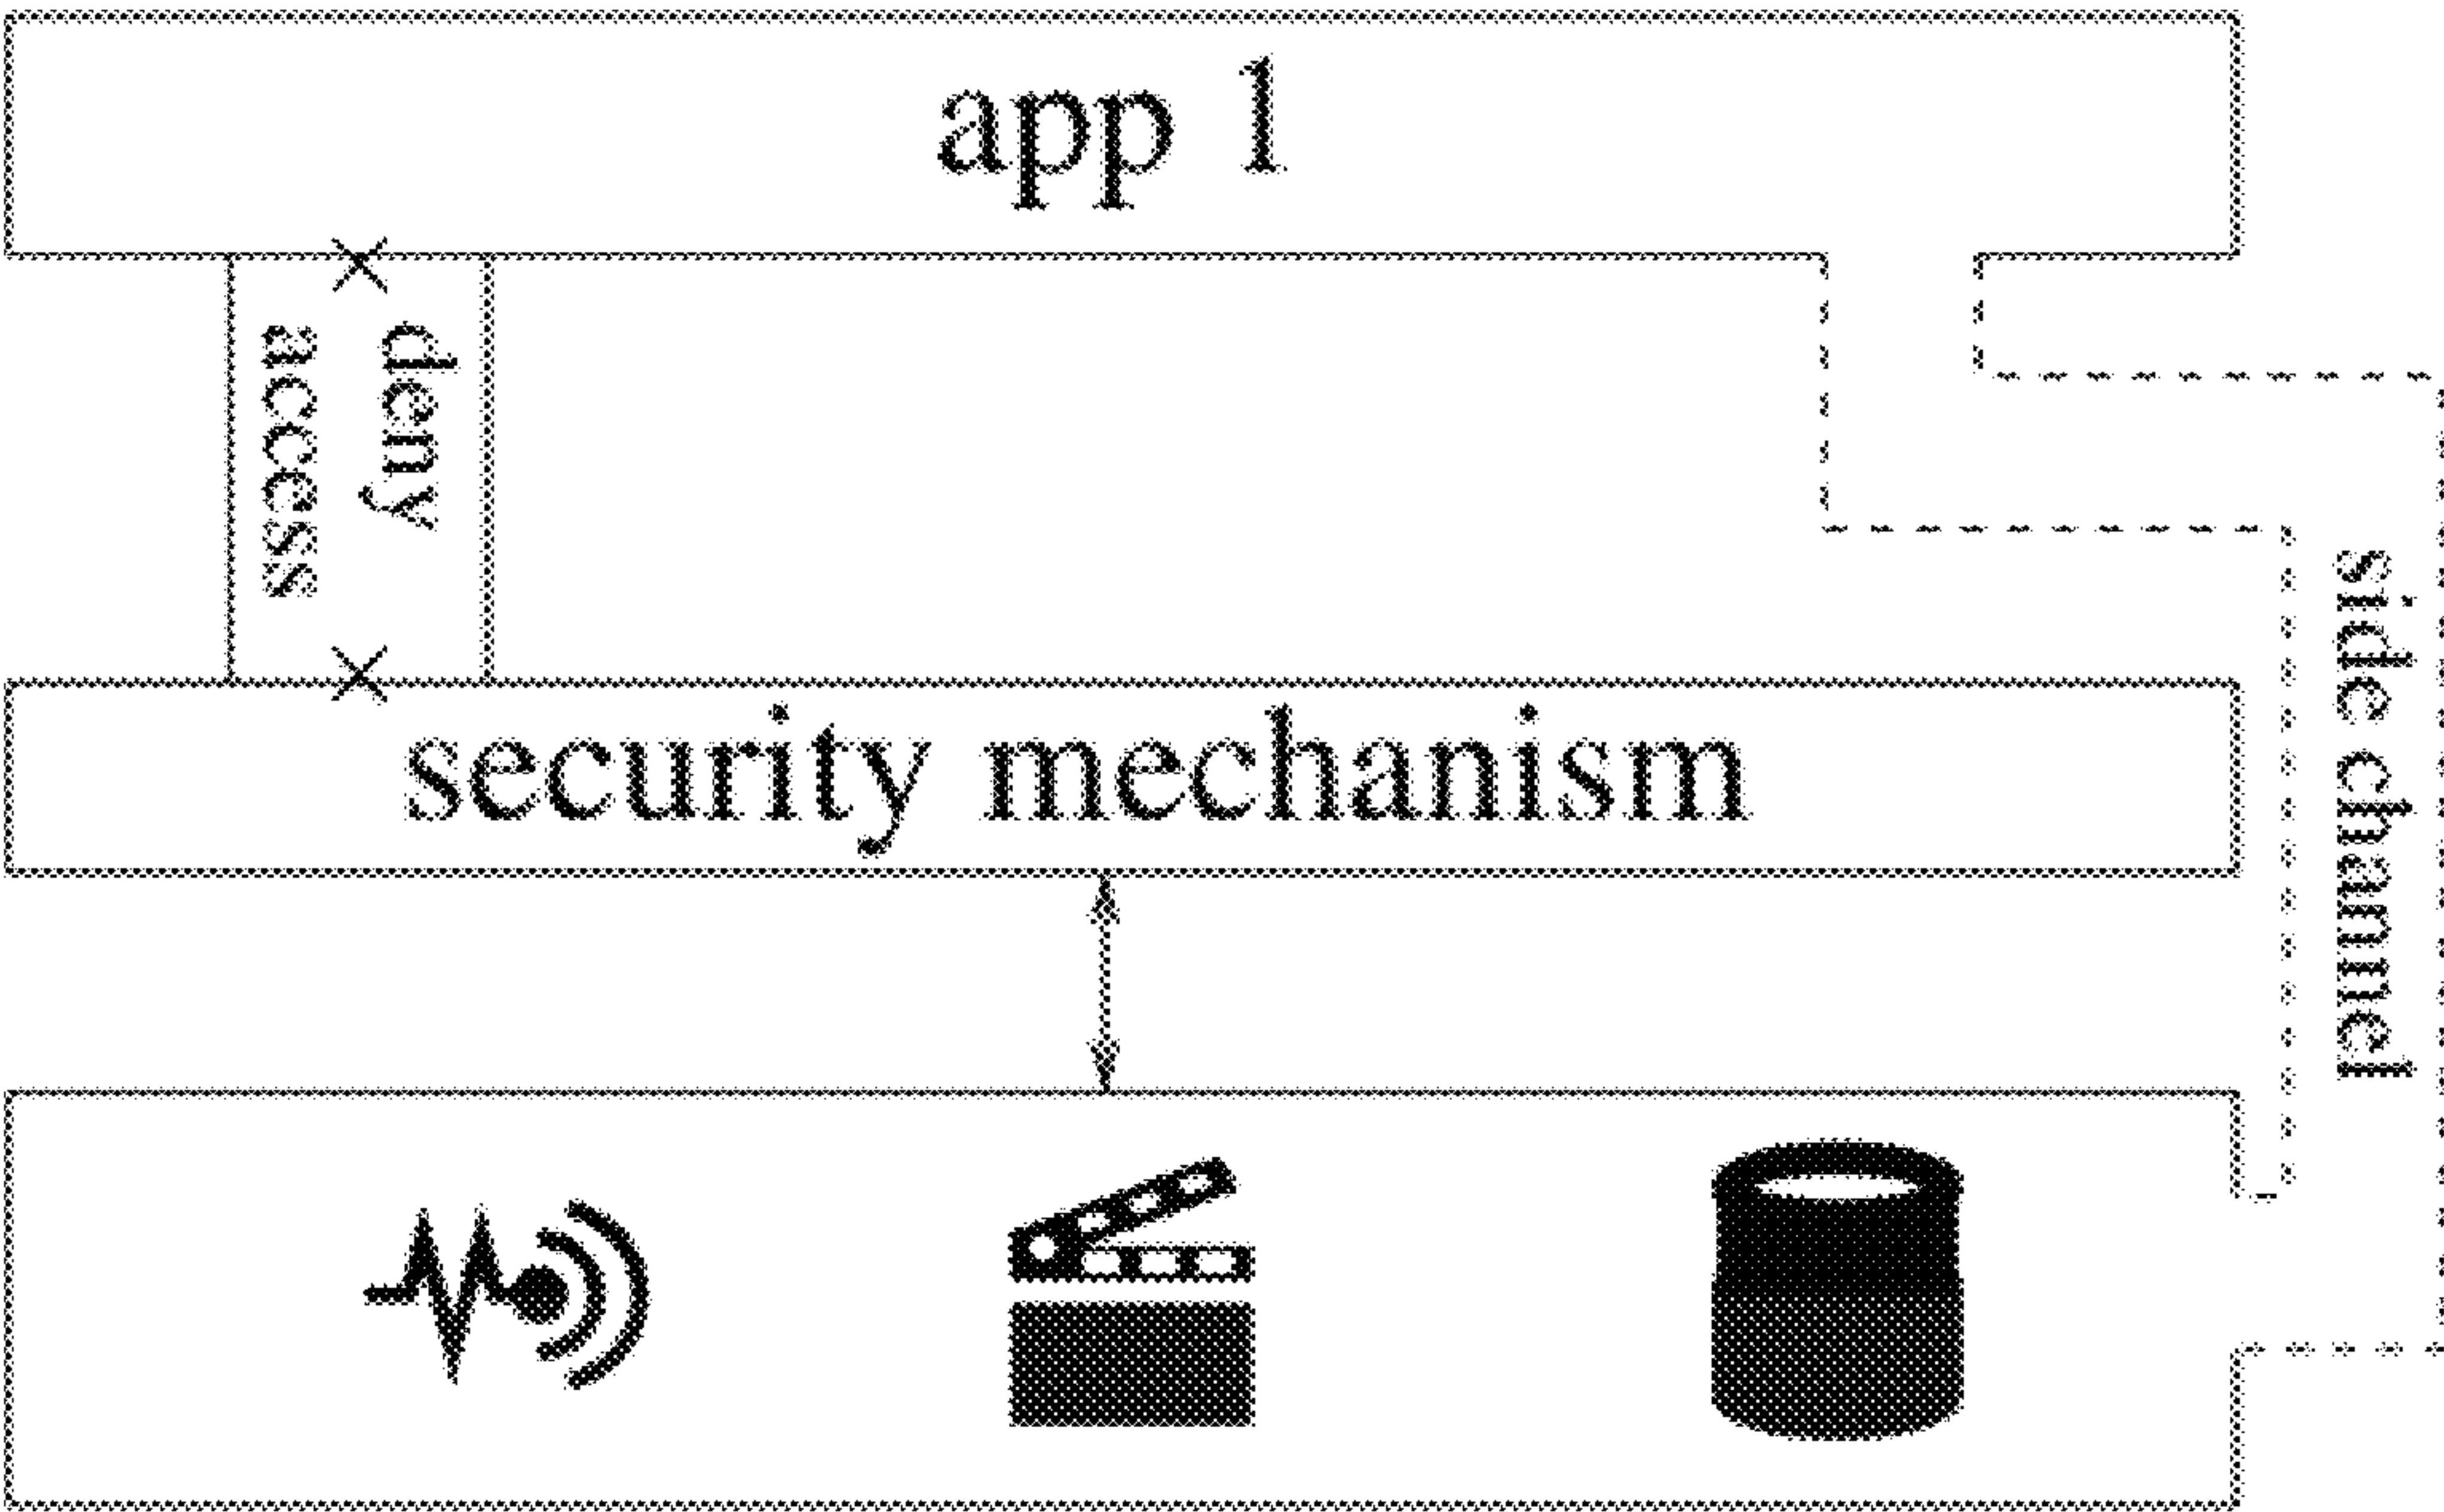 app 1
deny
access
side channel
security mechanism